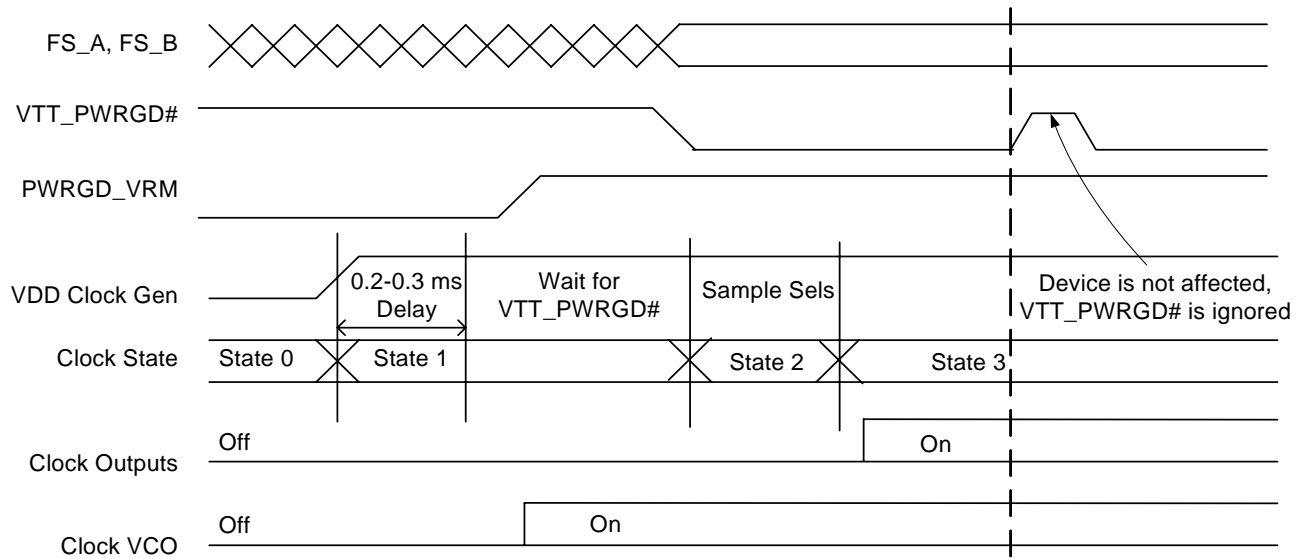 FS_A, FS_B
VTT_PWRGD#
PWRGD_VRM
VDD Clock Gen
0.2-0.3 ms
Delay
Wait for
VTT_PWRGD#
Sample Sels
Device is not affected,
VTT_PWRGD# is ignored
Clock State
State 0
State 1
State 2
State 3
Clock Outputs
Off
On
Clock VCO
Off
On